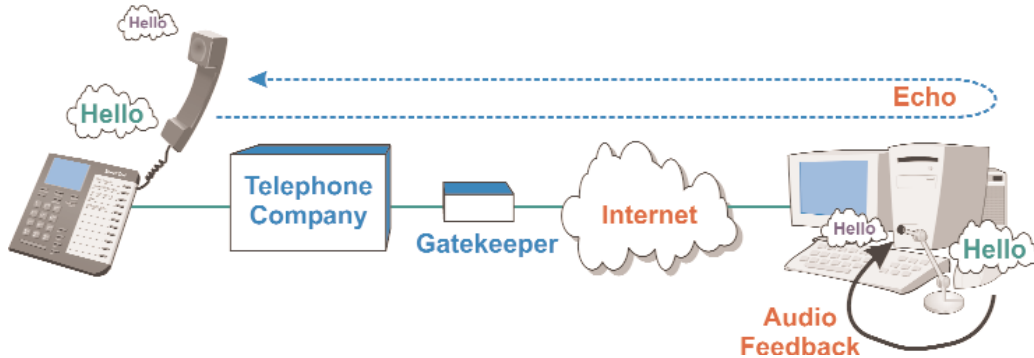 Hello
Hello
Echo
Telephone
Company
Gatekeeper
Internet
Hello
Hello
Audio
Feedback